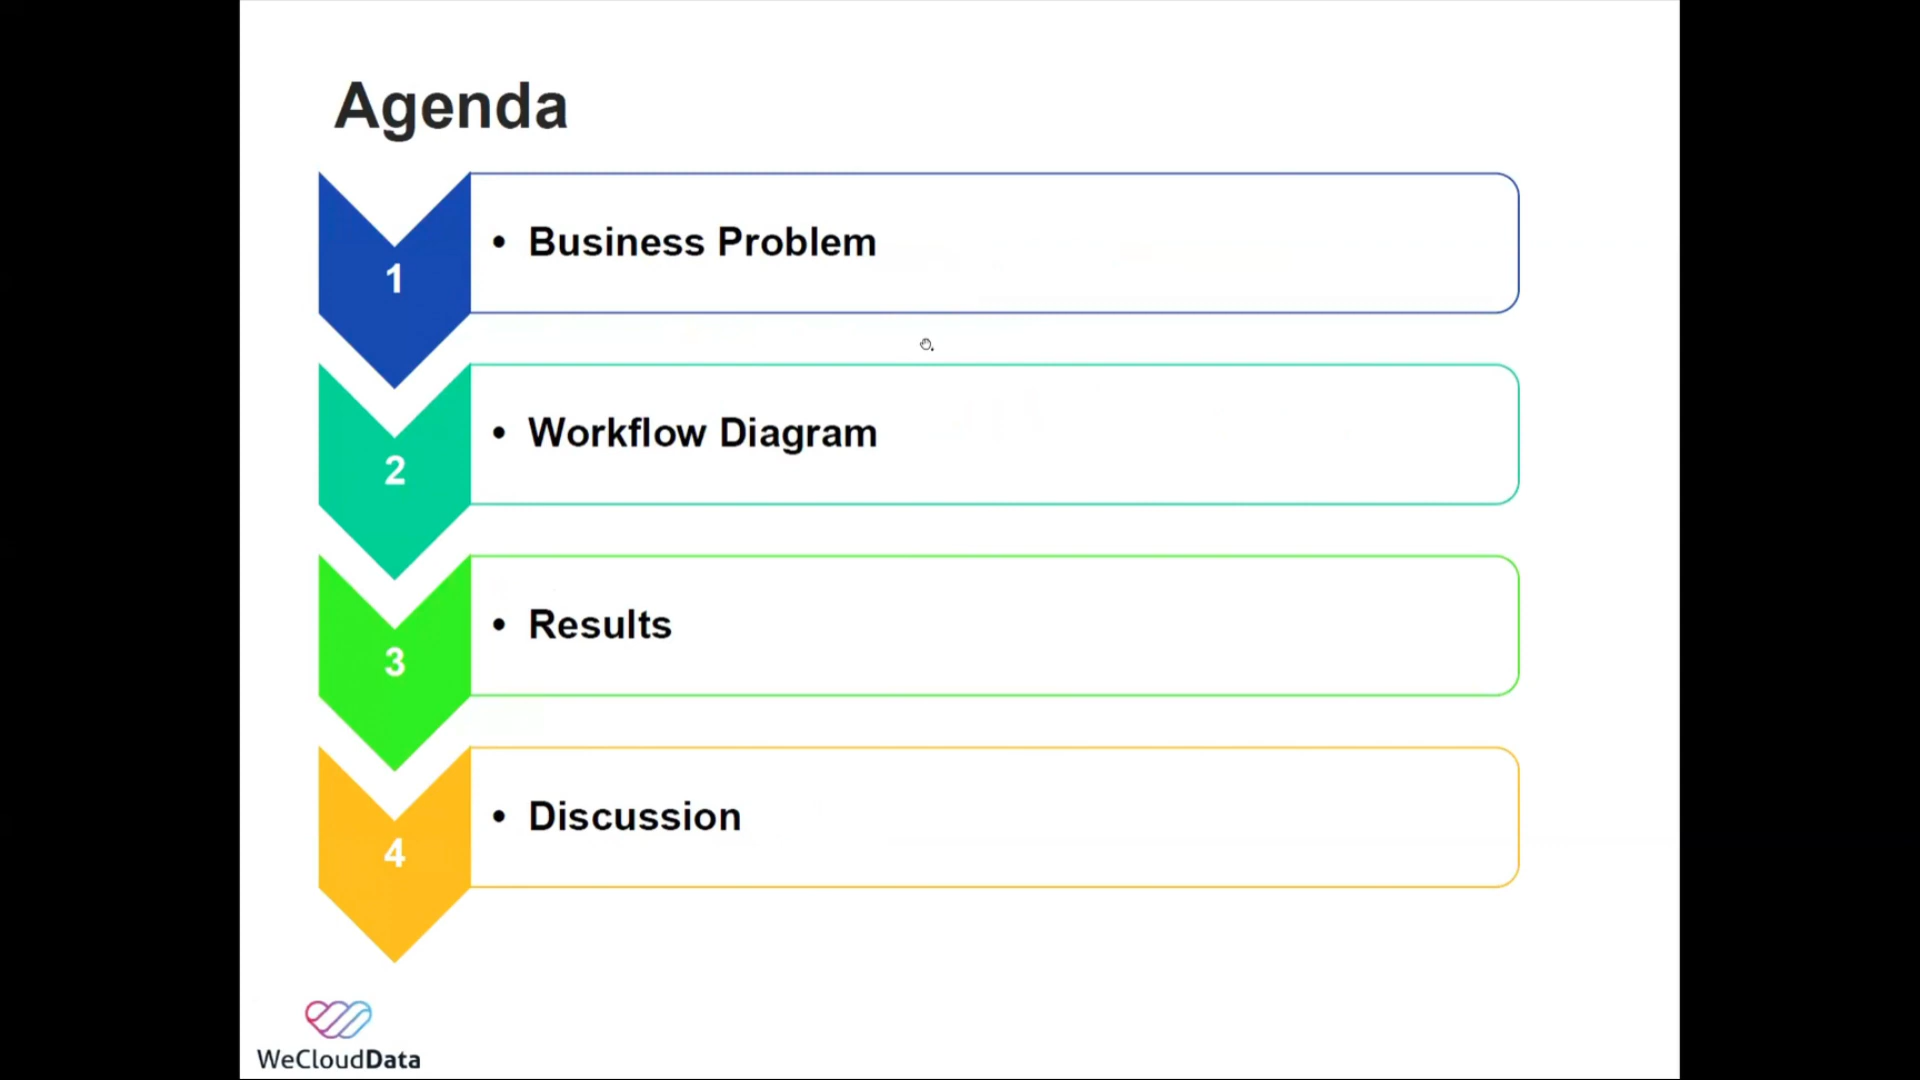 Agenda
1
• Business Problem
2
• Workflow Diagram
3
• Results
4
• Discussion
WeCloudData